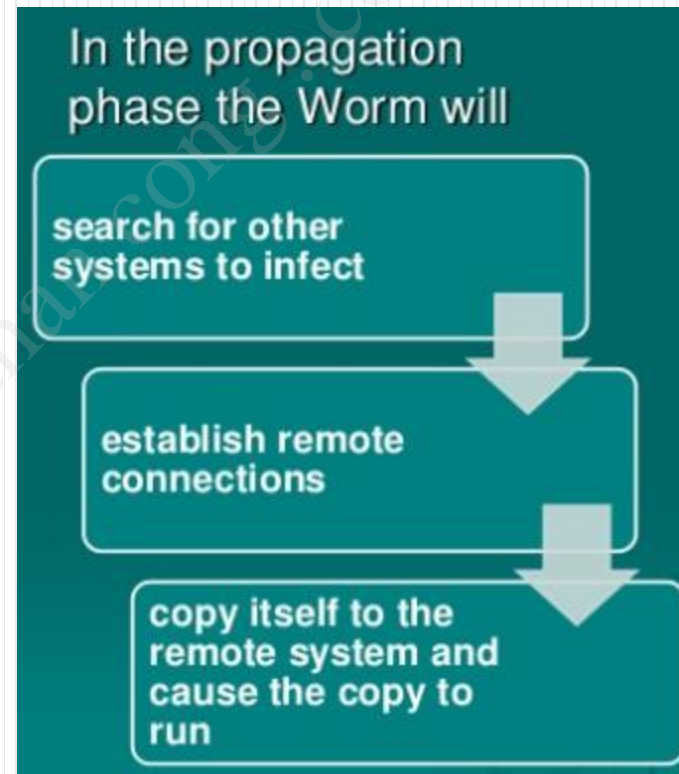 In the propagation
phase the Worm will
search for other
systems to infect
establish remote
connections
copy itself to the
remote system and
cause the copy to
run